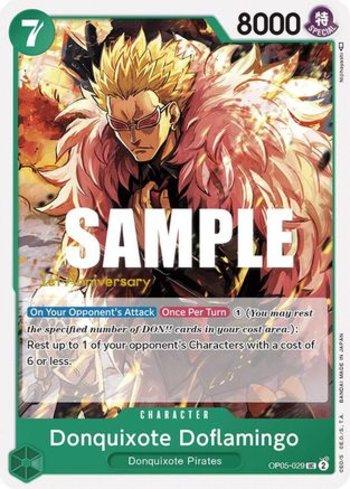 7
8000
特
SPECIAL
SAMPLE
1st Anniversary
On Your Opponent's Attack Once Per Turn ① (You may rest
the specified number of DON!! cards in your cost area.):
Rest up to 1 of your opponent's Characters with a cost of
6 or less.
CHARACTER
Donquixote Doflamingo
Donquixote Pirates
OP05-029 UC 2
BANDAI MADE IN JAPAN
©E.O./S., T.A.